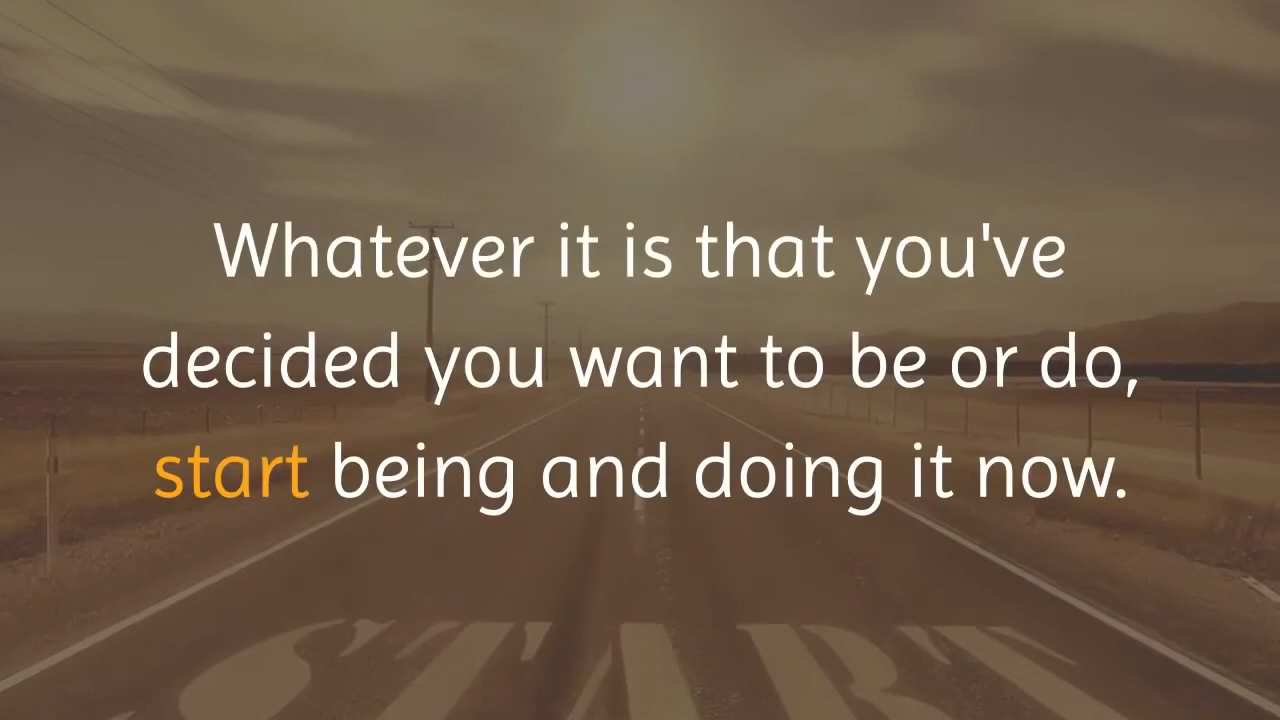 Whatever it is that you've
decided you want to be or do,
start being and doing it now.
START